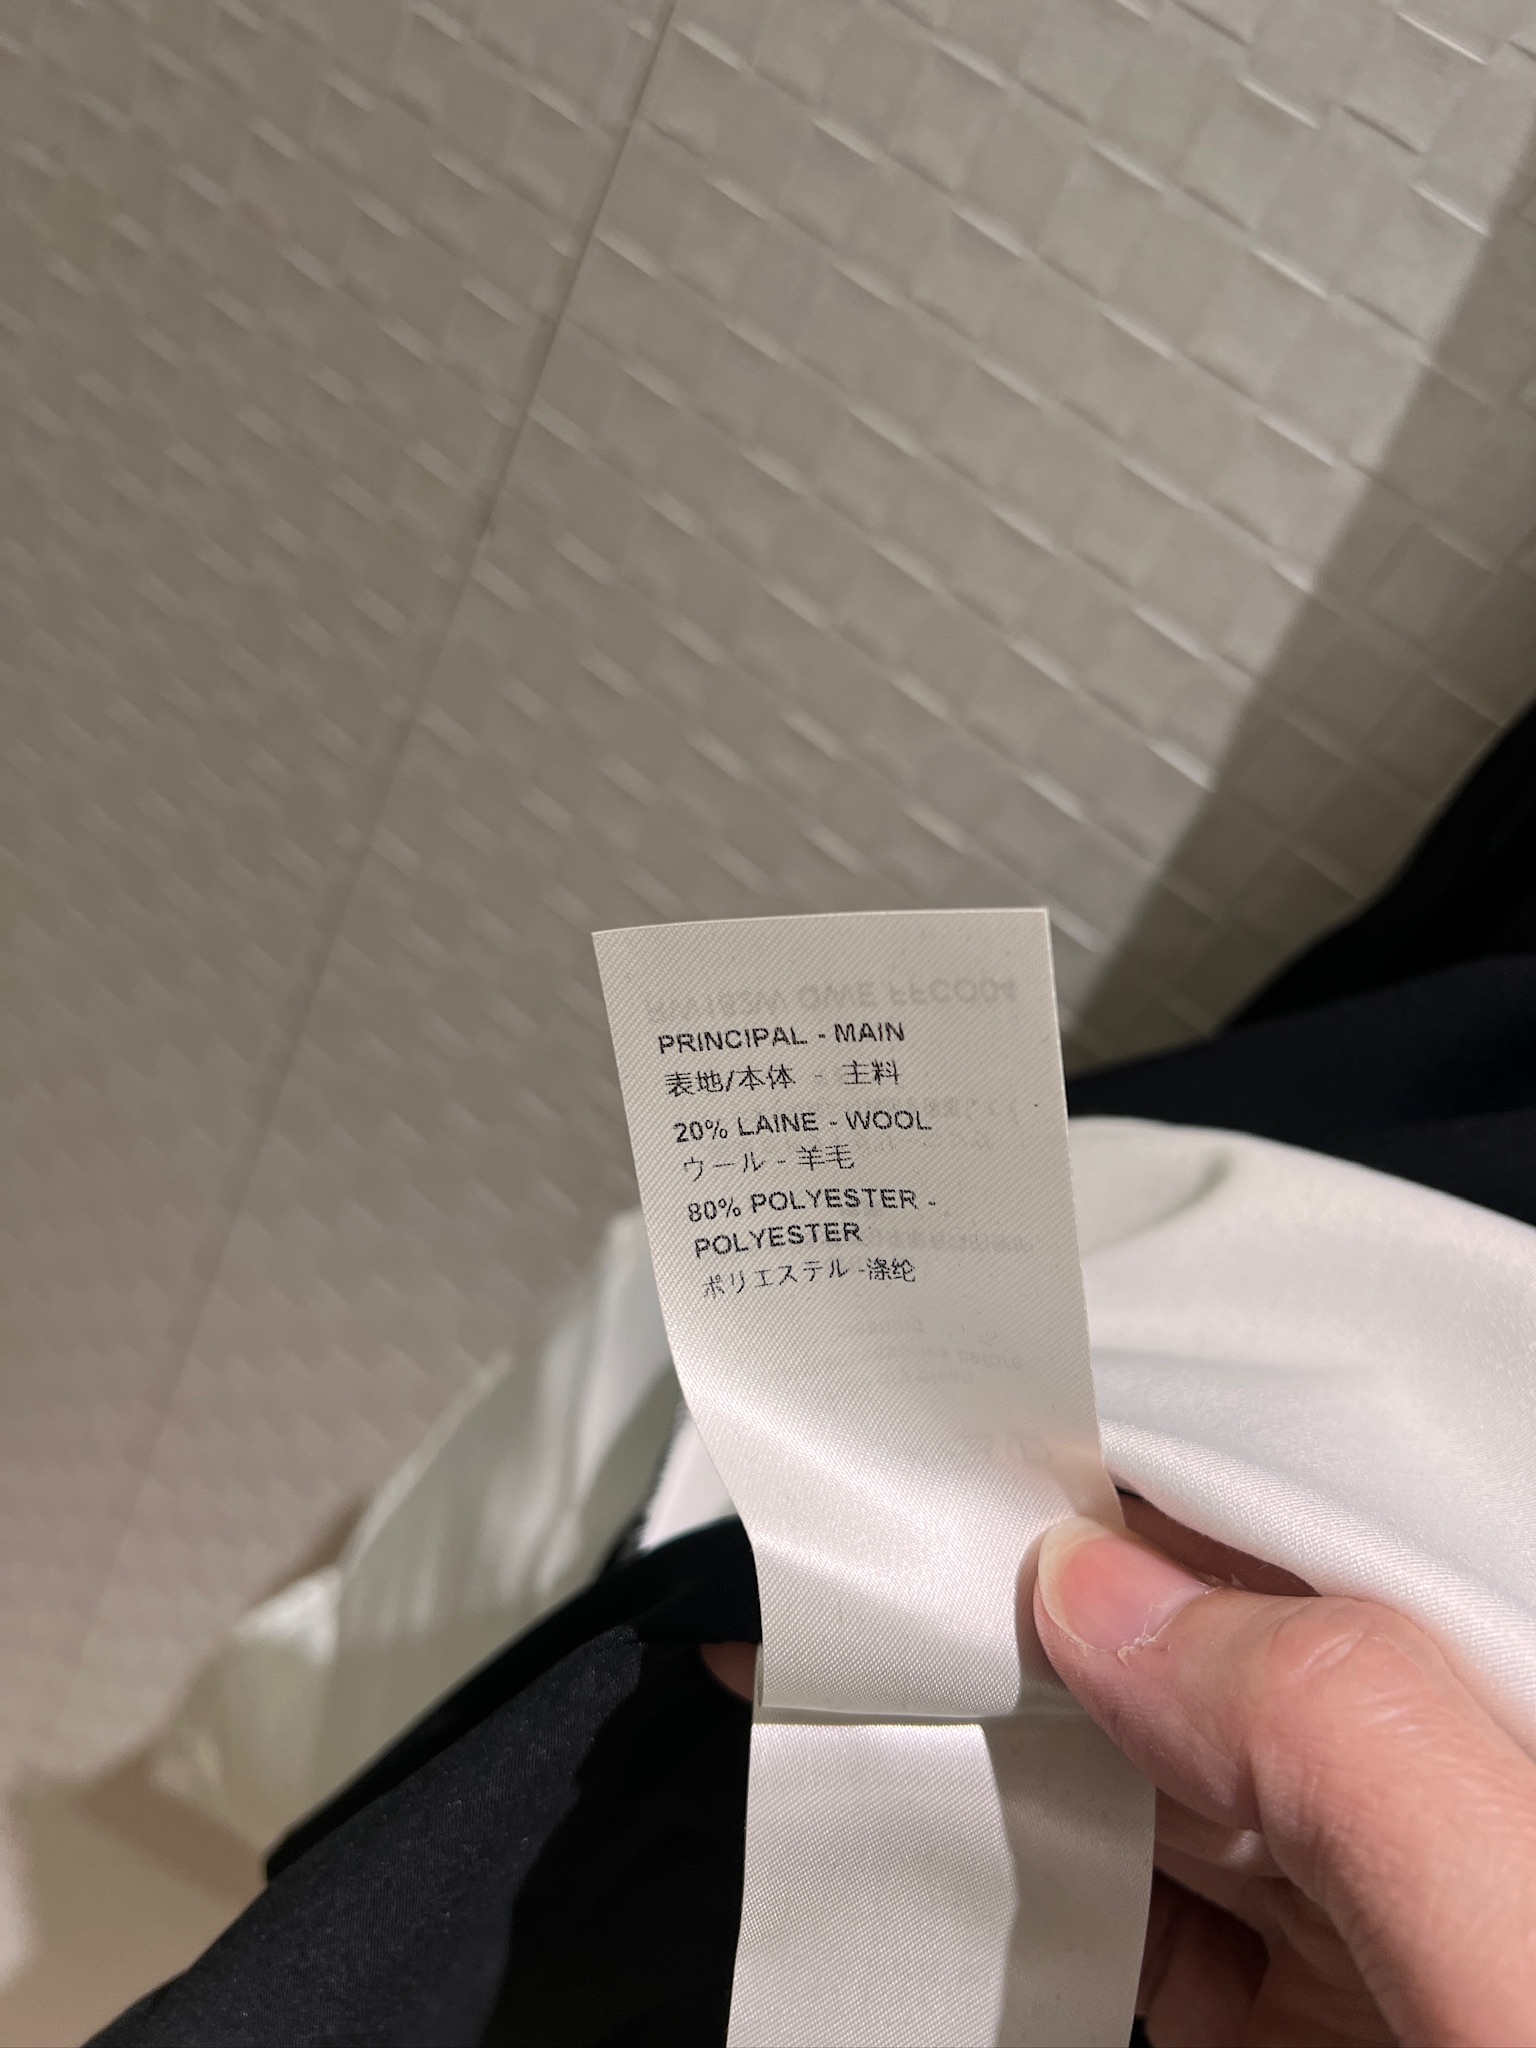 PRINCIPAL - MAIN
表地/本体 - 主料
20% LAINE - WOOL
ウール - 羊毛
80% POLYESTER -
POLYESTER
ポリエステル -涤纶